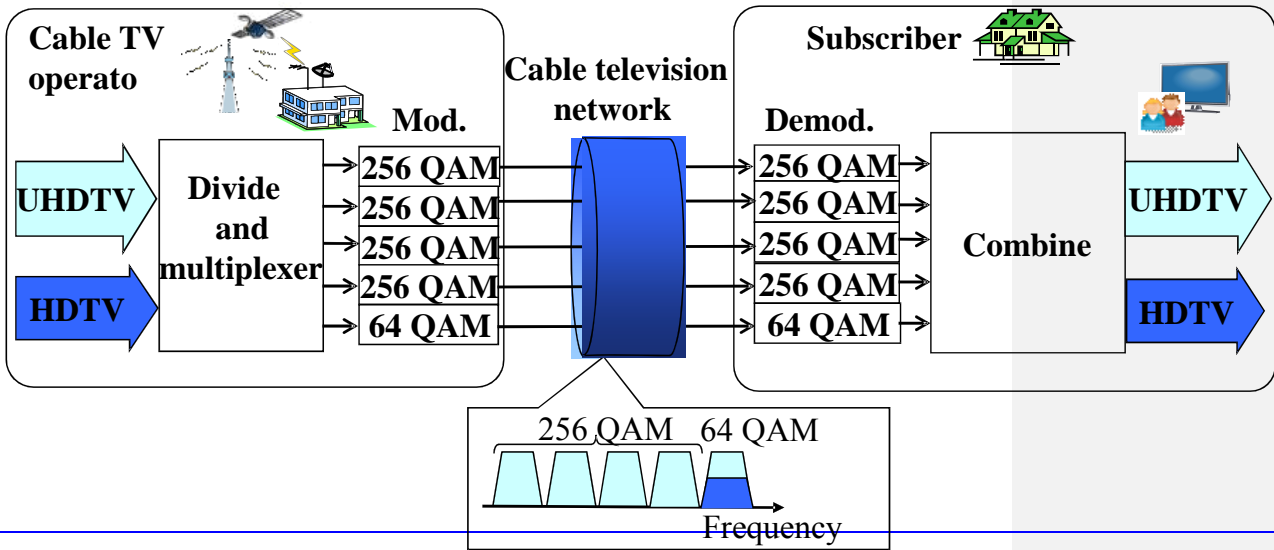 Cable TV
operato
UHDTV
HDTV
Divide
and
multiplexer
Mod.
256 QAM
256 QAM
256 QAM
256 QAM
64 QAM
Cable television
network
Subscriber
Demod.
256 QAM
256 QAM
256 QAM
256 QAM
64 QAM
Combine
UHDTV
HDTV
256 QAM 64 QAM
Frequency